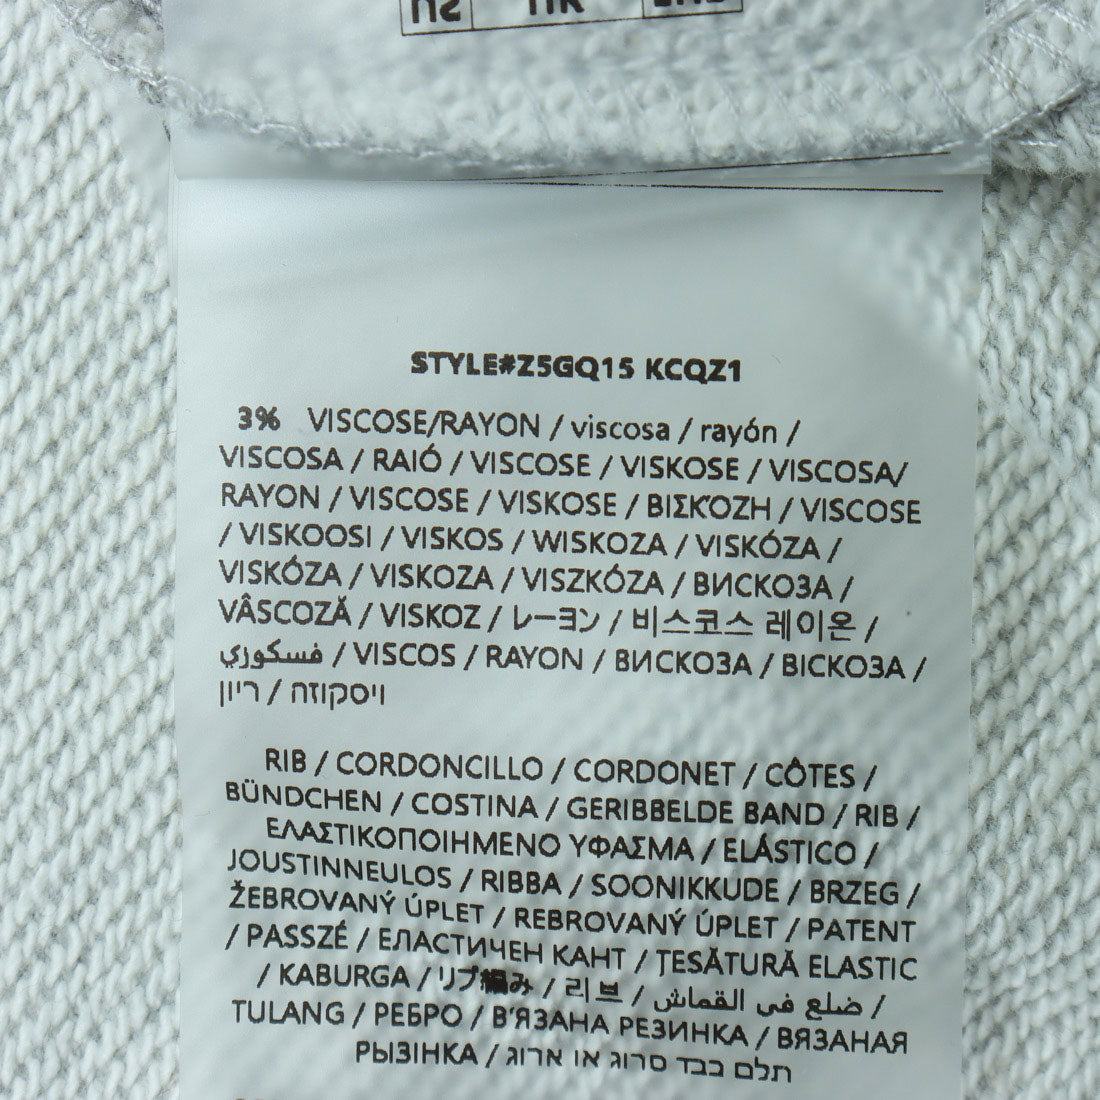 STYLE#Z5GQ15 KCQZ1
3% VISCOSE/RAYON / viscosa / rayón /
VISCOSA / RAIÓ / VISCOSE / VISKOSE / VISCOSA/
RAYON / VISCOSE / VISKOSE / ΒΙΣΚΌΖΗ / VISCOSE
/ VISKOOSI / VISKOS / WISKOZA / VISKÓZA /
VISKÓZA / VISKOZA / VISZKÓZA / ВИСКОЗА /
VÂSCOZĂ / VISKOZ / レーヨン / 비스코스 레이온 /
فسكوزي / VISCOS / RAYON / ВИСКОЗА / ВІСКОЗА /
ויסקוזה / ריון
RIB / CORDONCILLO / CORDONET / CÔTES /
BÜNDCHEN / COSTINA / GERIBBELDE BAND / RIB /
ΕΛΑΣΤΙΚΟΠΟΙΗΜΕΝΟ ΥΦΑΣΜΑ / ELÁSTICO /
JOUSTINNEULOS / RIBBA / SOONIKKUDE / BRZEG /
ŽEBROVANÝ ÚPLET / REBROVANÝ ÚPLET / PATENT
/ PASSZÉ / ЕЛАСТИЧЕН КАНТ / ȚESĂTURĂ ELASTIC
/ KABURGA / リブ編み / 리브 / ضلع في القماش /
TULANG / РЕБРО / В'ЯЗАНА РЕЗИНКА / ВЯЗАНАЯ
РЫЗІНКА / תלם בבד סרוג או ארוג